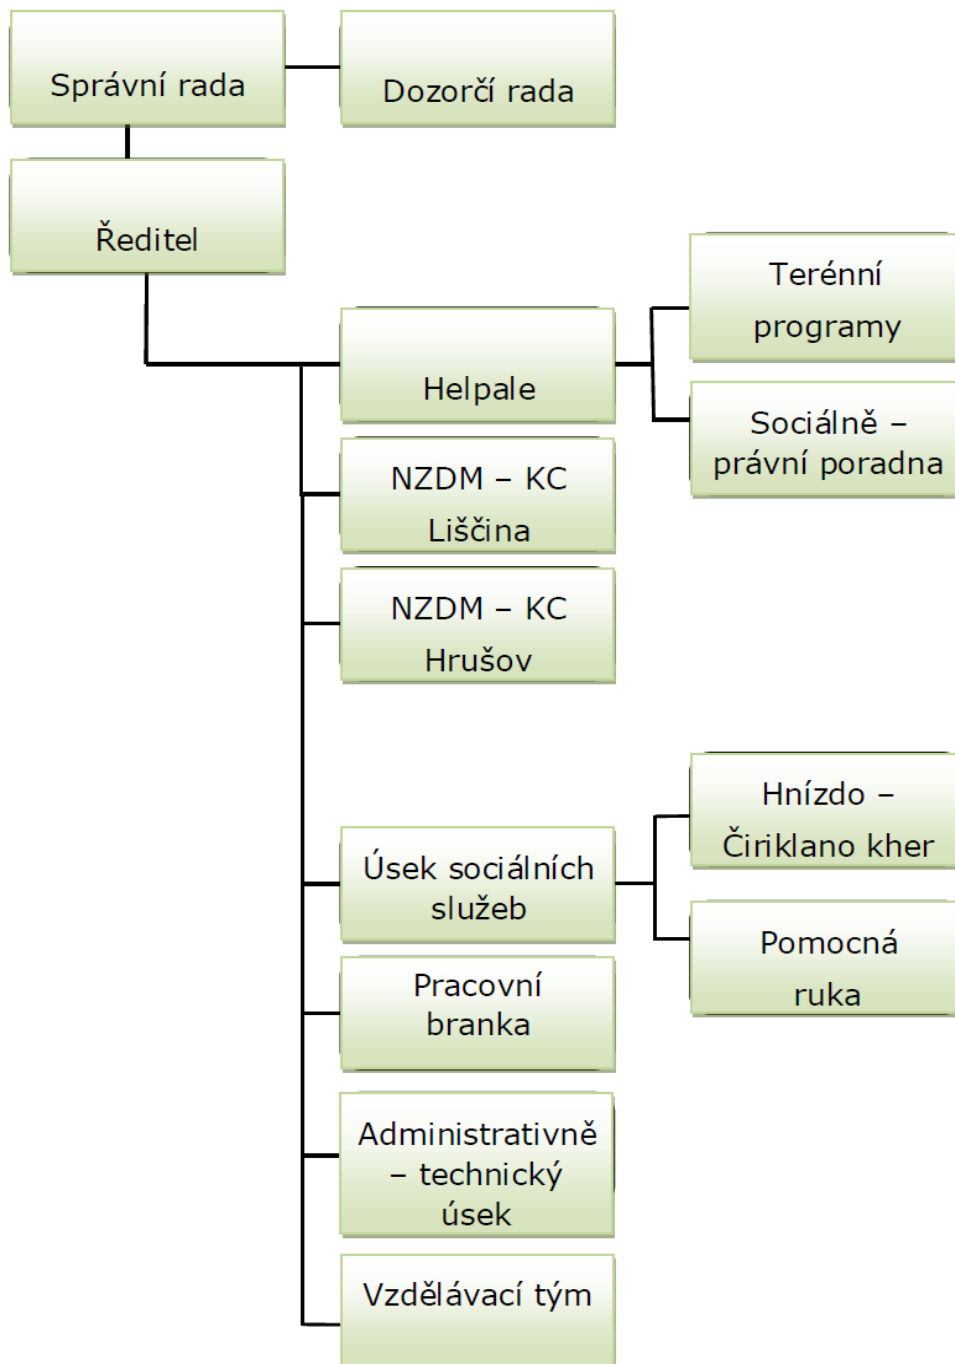 Správní rada
Dozorčí rada
Ředitel
Helpale
Terénní
programy
Sociálně –
právní poradna
NZDM – KC
Liščina
NZDM – KC
Hrušov
Úsek sociálních
služeb
Hnízdo –
Čiriklano kher
Pomocná
ruka
Pracovní
branka
Administrativně
– technický
úsek
Vzdělávací tým